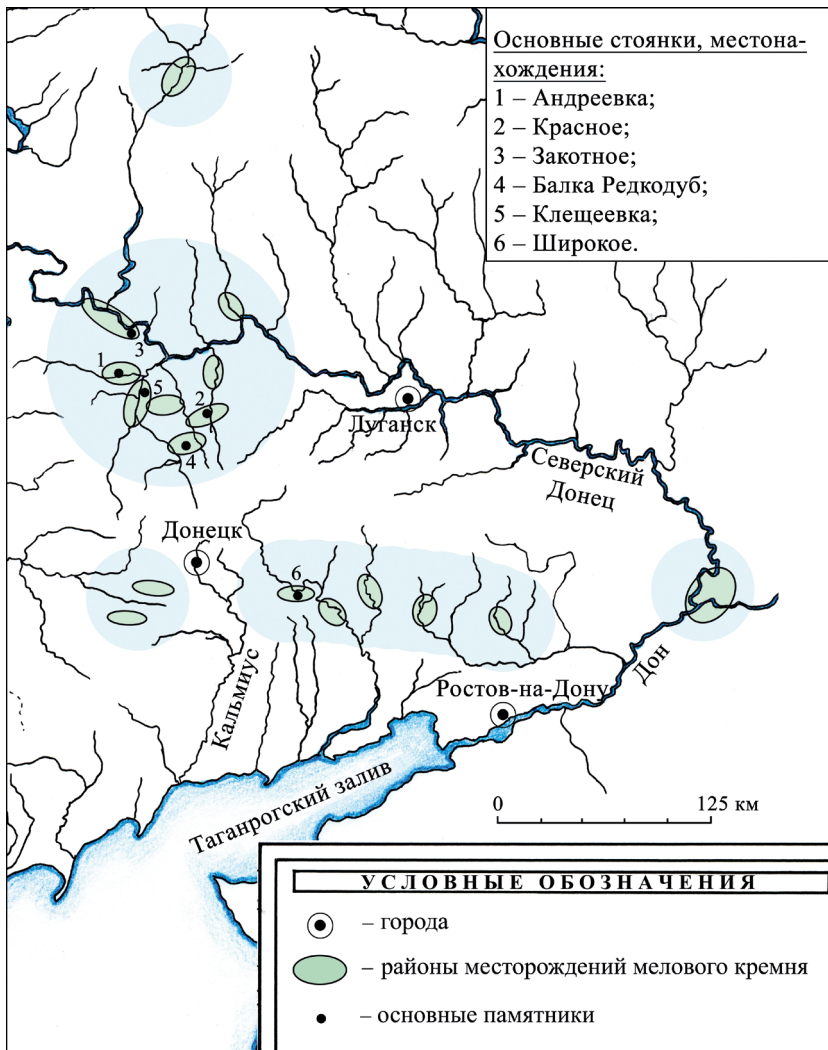 Основные стоянки, местона-
хождения:
1 – Андреевка;
2 – Красное;
3 – Закотное;
4 – Балка Редкодуб;
5 – Клещеевка;
6 – Широкое.
3
1
5
2
4
Луганск
Северский
Донец
Донецк
6
Кальмиус
Дон
Ростов-на-Дону
Таганрогский залив
0 125 км
УСЛОВНЫЕ ОБОЗНАЧЕНИЯ
– города
– районы месторождений мелового кремня
– основные памятники